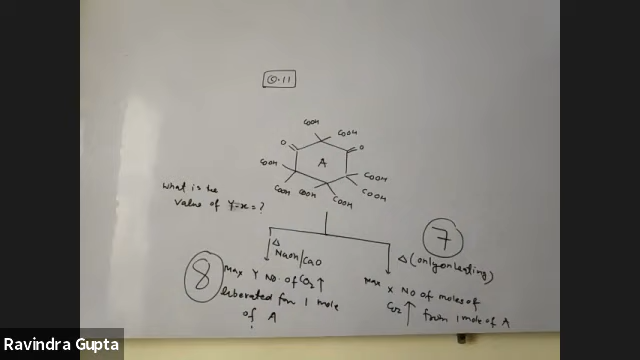 Q.11
COOH
COOH
O
O
A
COOH
COOH
COOH
COOH
COOH
COOH
What is the
value of Y-x=?
7
Δ
NaOH/CaO
Δ (only on heating)
8
Max Y NO. of CO2 ↑
liberated from 1 mole
of A
max x NO of moles of
CO2 ↑ from 1 mole of A
Ravindra Gupta